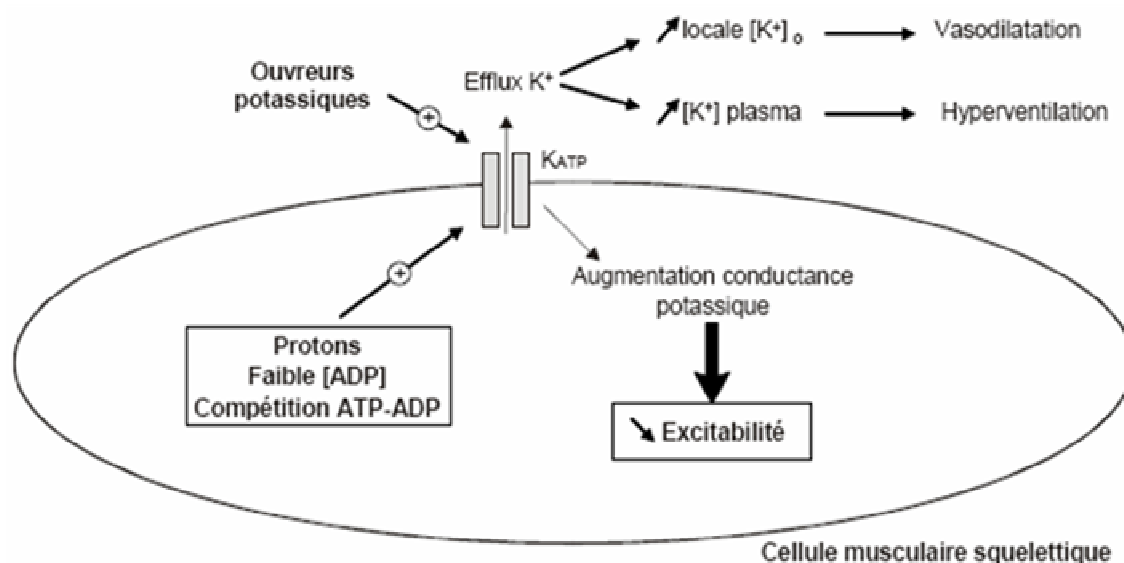 ↗locale [K⁺]ₒ → Vasodilatation
Ouvreurs
potassiques
Efflux K⁺
↗[K⁺] plasma → Hyperventilation
+
KATP
+
Augmentation conductance
potassique
Protons
Faible [ADP]
Compétition ATP-ADP
↘ Excitabilité
Cellule musculaire squelettique